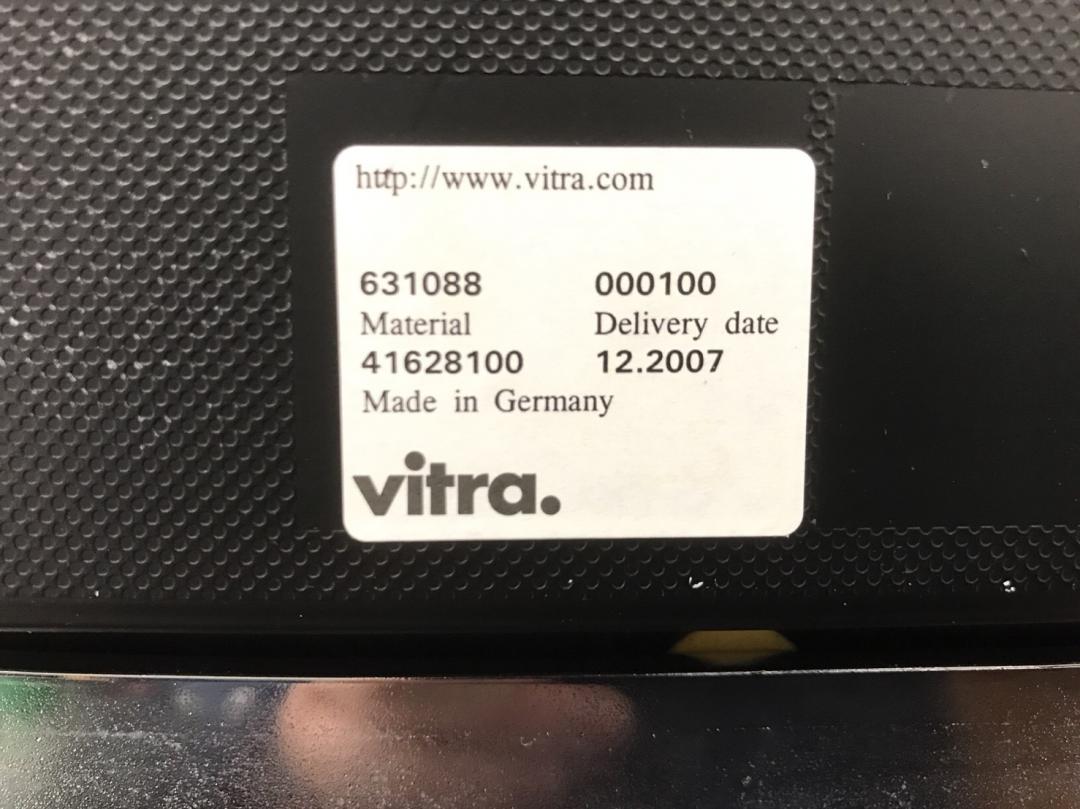 http://www.vitra.com
631088 000100
Material Delivery date
41628100 12.2007
Made in Germany
vitra.